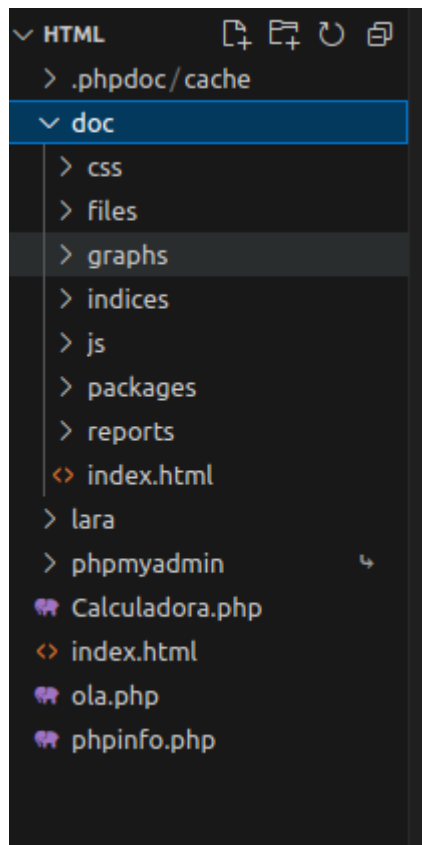 HTML
.phpdoc / cache
doc
css
files
graphs
indices
js
packages
reports
index.html
lara
phpmyadmin
Calculadora.php
index.html
ola.php
phpinfo.php